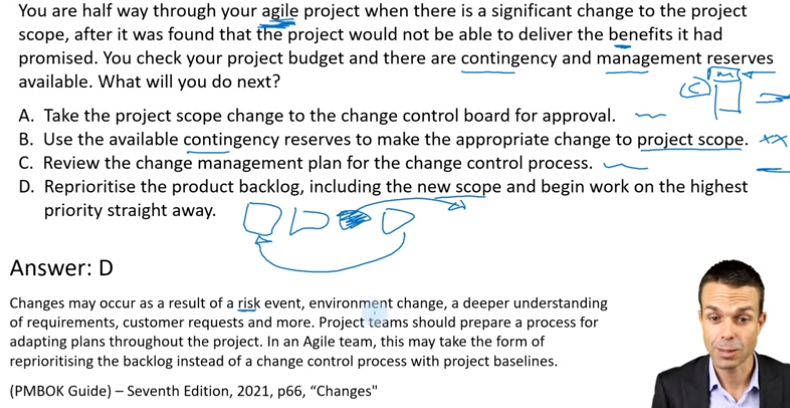 You are half way through your agile project when there is a significant change to the project
scope, after it was found that the project would not be able to deliver the benefits it had
promised. You check your project budget and there are contingency and management reserves
available. What will you do next?
A. Take the project scope change to the change control board for approval.
B. Use the available contingency reserves to make the appropriate change to project scope.
C. Review the change management plan for the change control process.
D. Reprioritise the product backlog, including the new scope and begin work on the highest
priority straight away.
Answer: D
Changes may occur as a result of a risk event, environment change, a deeper understanding
of requirements, customer requests and more. Project teams should prepare a process for
adapting plans throughout the project. In an Agile team, this may take the form of
reprioritising the backlog instead of a change control process with project baselines.
(PMBOK Guide) – Seventh Edition, 2021, p66, “Changes"